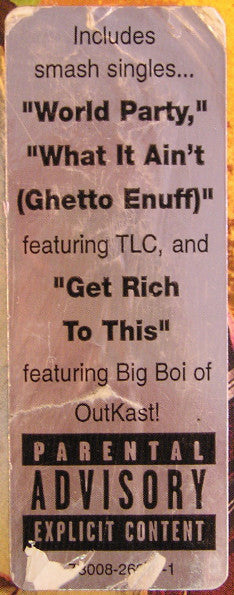 Includes
smash singles...
"World Party,"
"What It Ain't
(Ghetto Enuff)"
featuring TLC, and
"Get Rich
To This"
featuring Big Boi of
OutKast!
PARENTAL
ADVISORY
EXPLICIT CONTENT